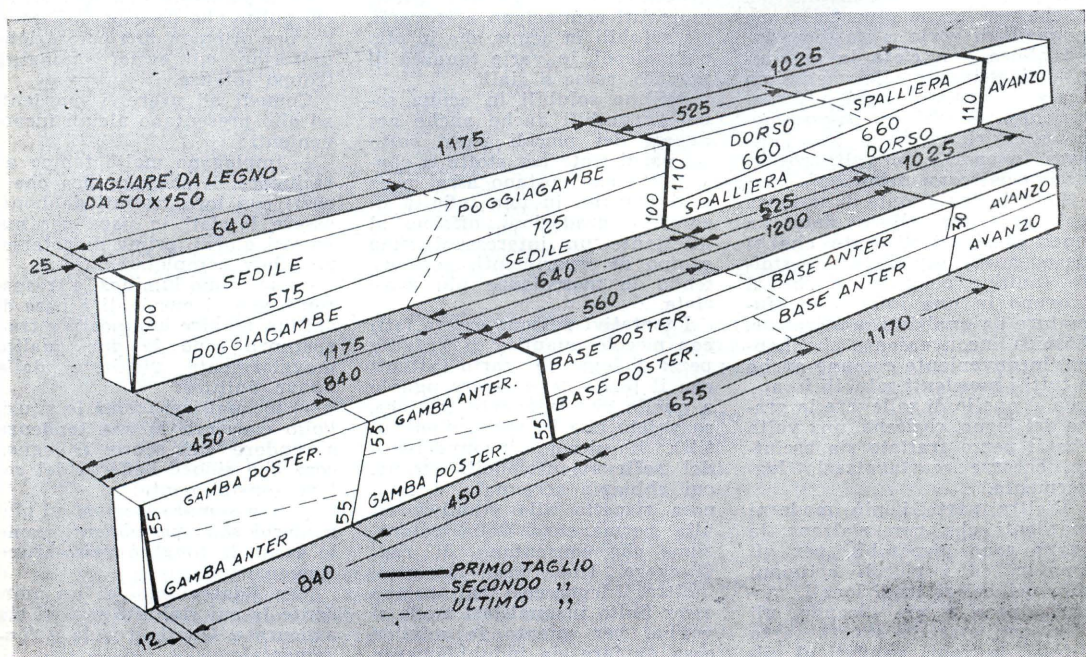 TAGLIARE DA LEGNO
DA 50 x 150
25
640
1175
525
1025
100
SEDILE
575
POGGIAGAMBE
POGGIAGAMBE
725
SEDILE
100
110
DORSO
660
SPALLIERA
SPALLIERA
660
DORSO
110
AVANZO
1175
640
525
1025
450
840
560
1200
55
GAMBA POSTER.
GAMBA ANTER
55
55
GAMBA ANTER.
GAMBA POSTER.
55
BASE POSTER.
BASE POSTER.
BASE ANTER
BASE ANTER
30
AVANZO
AVANZO
12
840
450
655
1170
PRIMO TAGLIO
SECONDO ,,
ULTIMO ,,